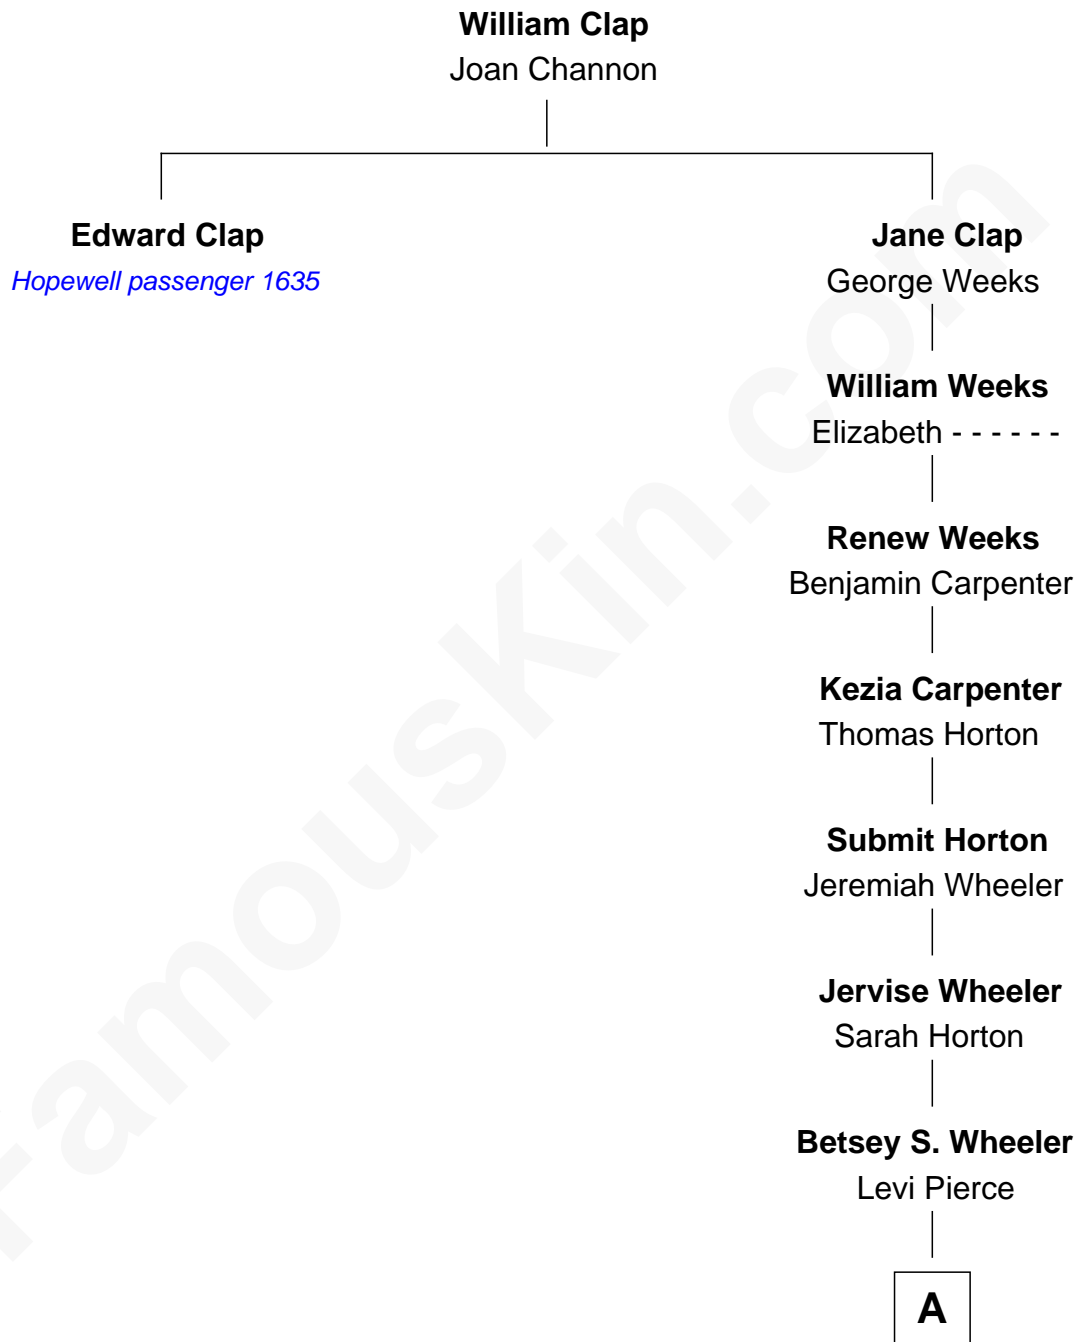 William Clap
Joan Channon
Edward Clap
Hopewell passenger 1635
Jane Clap
George Weeks
William Weeks
Elizabeth - - - - - -
Renew Weeks
Benjamin Carpenter
Kezia Carpenter
Thomas Horton
Submit Horton
Jeremiah Wheeler
Jervise Wheeler
Sarah Horton
Betsey S. Wheeler
Levi Pierce
A
FamousKin.com